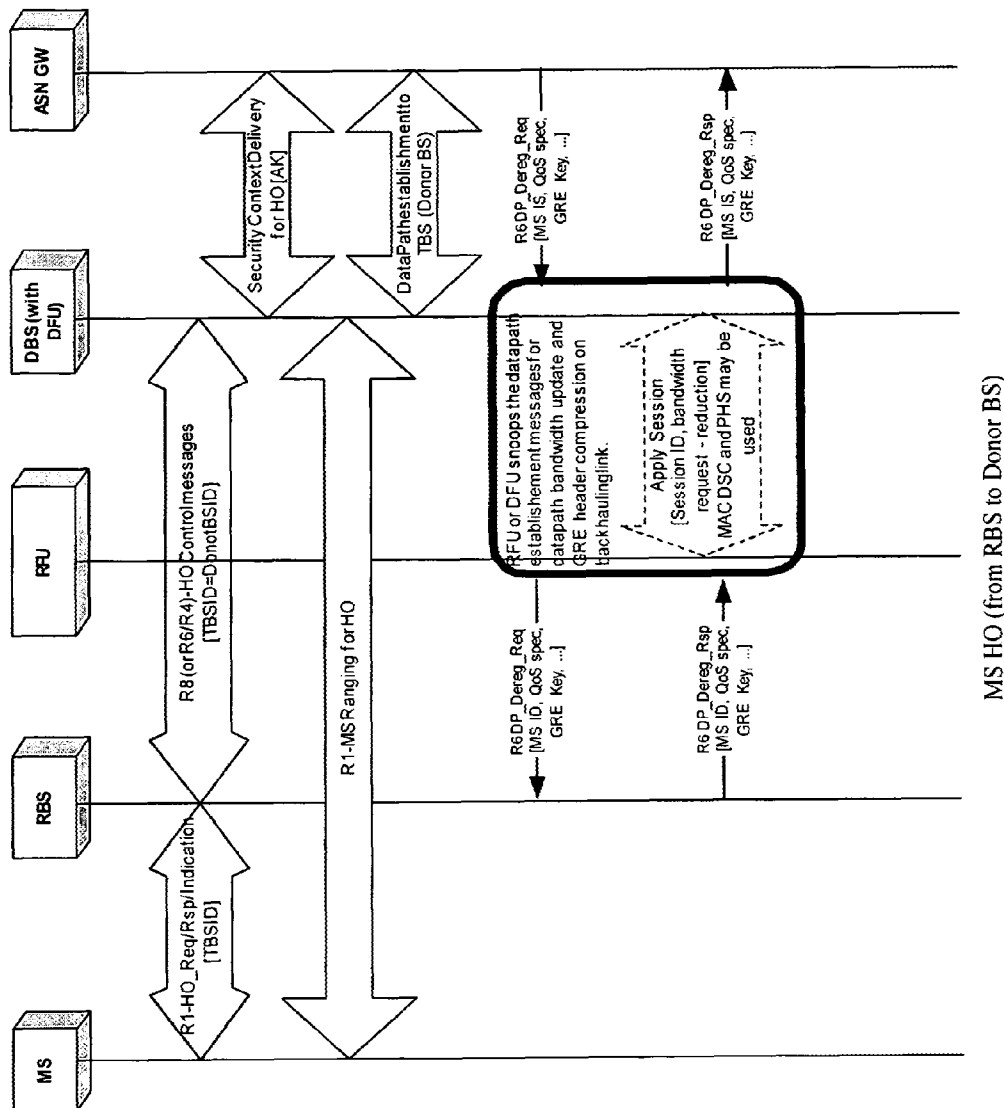 MS
RBS
RFU
DBS (with
DFU)
ASN GW
R1-HO_Req/Rsp/Indication
[TBSID]
R8(or R6/R4)-HO Control messages
[TBSID=DonotBSID}
Security Context Delivery
for HO [AK]
R1-MS Ranging for HO
Data Path establishment to
TBS (Donor BS)
R6 DP_Dereg_Req
[MS ID, QoS spec,
GRE Key, ...]
RFU or DFU snoops the datapath
establishement messages for
datapath bandwidth update and
GRE header compression on
backhauling link.
R6 DP_Dereg_Req
[MS IS, QoS spec,
GRE Key, ...]
R6 DP_Dereg_Rsp
[MS ID, QoS spec,
GRE Key, ...]
Apply Session
[Session ID, bandwidth
request - reduction]
MAC DSC and PHS may be
used
R6 DP_Dereg_Rsp
[MS IS, QoS spec,
GRE Key, ...]
MS HO (from RBS to Donor BS)